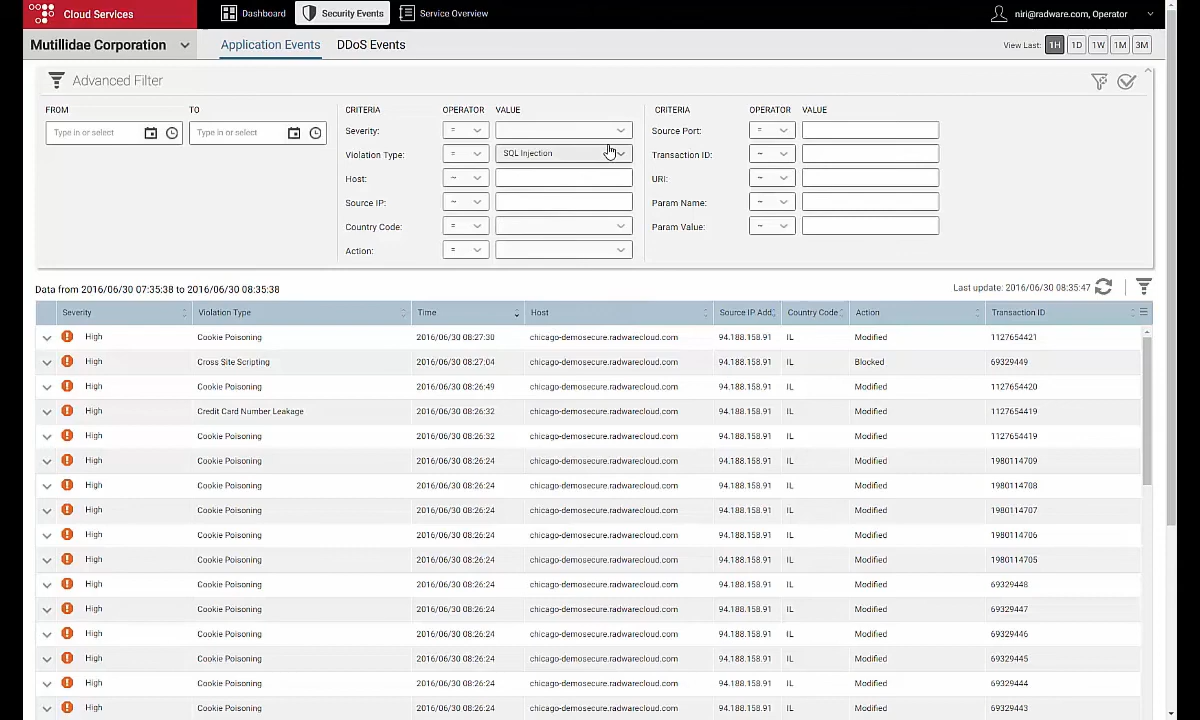 Cloud Services
Dashboard
Security Events
Service Overview
niri@radware.com, Operator
Mutillidae Corporation
Application Events
DDoS Events
View Last:
1H
1D
1W
1M
3M
Advanced Filter
FROM
TO
Type in or select
Type in or select
CRITERIA OPERATOR VALUE
Severity: =
Violation Type: = SQL Injection
Host: ~
Source IP: ~
Country Code: =
Action: =
CRITERIA OPERATOR VALUE
Source Port: =
Transaction ID: ~
URI: ~
Param Name: ~
Param Value: ~
Data from 2016/06/30 07:35:38 to 2016/06/30 08:35:38
Last update: 2016/06/30 08:35:47
Severity Violation Type Time Host Source IP Add. Country Code Action Transaction ID
High Cookie Poisoning 2016/06/30 08:27:30 chicago-demosecure.radwarecloud.com 94.188.158.91 IL Modified 1127654421
High Cross Site Scripting 2016/06/30 08:27:04 chicago-demosecure.radwarecloud.com 94.188.158.91 IL Blocked 69329449
High Cookie Poisoning 2016/06/30 08:26:49 chicago-demosecure.radwarecloud.com 94.188.158.91 IL Modified 1127654420
High Credit Card Number Leakage 2016/06/30 08:26:32 chicago-demosecure.radwarecloud.com 94.188.158.91 IL Modified 1127654419
High Cookie Poisoning 2016/06/30 08:26:32 chicago-demosecure.radwarecloud.com 94.188.158.91 IL Modified 1127654419
High Cookie Poisoning 2016/06/30 08:26:24 chicago-demosecure.radwarecloud.com 94.188.158.91 IL Modified 1980114709
High Cookie Poisoning 2016/06/30 08:26:24 chicago-demosecure.radwarecloud.com 94.188.158.91 IL Modified 1980114708
High Cookie Poisoning 2016/06/30 08:26:24 chicago-demosecure.radwarecloud.com 94.188.158.91 IL Modified 1980114707
High Cookie Poisoning 2016/06/30 08:26:24 chicago-demosecure.radwarecloud.com 94.188.158.91 IL Modified 1980114706
High Cookie Poisoning 2016/06/30 08:26:24 chicago-demosecure.radwarecloud.com 94.188.158.91 IL Modified 1980114705
High Cookie Poisoning 2016/06/30 08:26:24 chicago-demosecure.radwarecloud.com 94.188.158.91 IL Modified 69329448
High Cookie Poisoning 2016/06/30 08:26:24 chicago-demosecure.radwarecloud.com 94.188.158.91 IL Modified 69329447
High Cookie Poisoning 2016/06/30 08:26:24 chicago-demosecure.radwarecloud.com 94.188.158.91 IL Modified 69329446
High Cookie Poisoning 2016/06/30 08:26:24 chicago-demosecure.radwarecloud.com 94.188.158.91 IL Modified 69329445
High Cookie Poisoning 2016/06/30 08:26:24 chicago-demosecure.radwarecloud.com 94.188.158.91 IL Modified 69329444
High Cookie Poisoning 2016/06/30 08:26:24 chicago-demosecure.radwarecloud.com 94.188.158.91 IL Modified 69329443